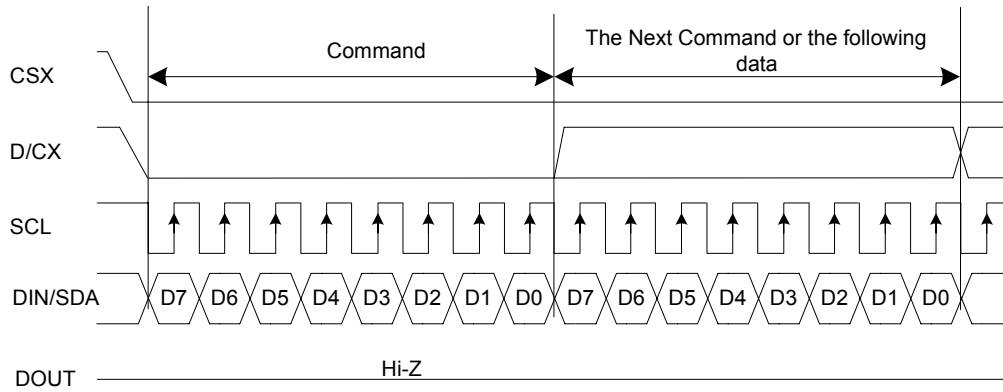 Command
The Next Command or the following
data
CSX
D/CX
SCL
DIN/SDA D7 D6 D5 D4 D3 D2 D1 D0 D7 D6 D5 D4 D3 D2 D1 D0
DOUT Hi-Z